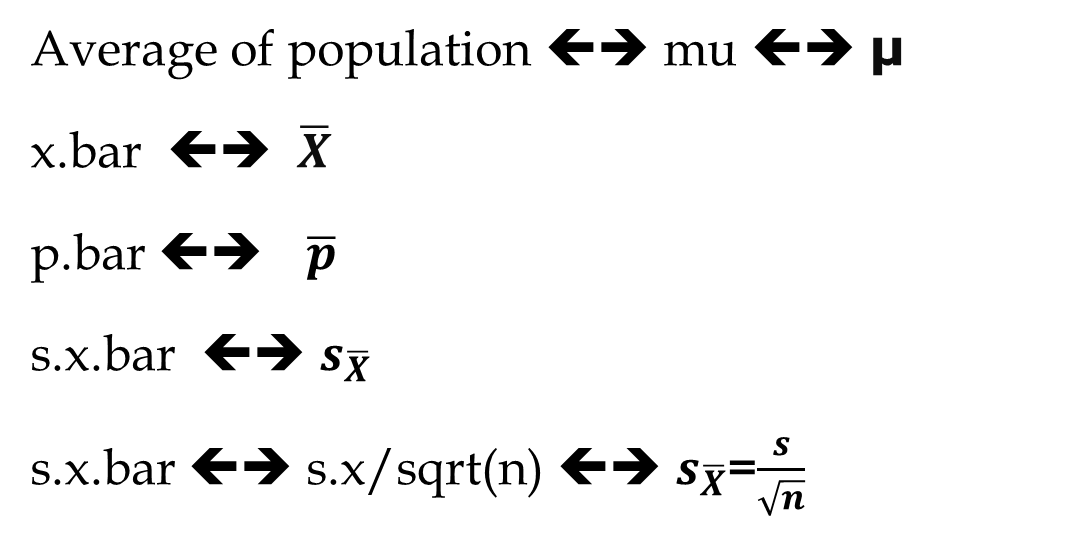 Average of population 🡨🡪 mu 🡨🡪 μ
x.bar 🡨🡪 X̅
p.bar 🡨🡪 p̅
s.x.bar 🡨🡪 s_X̅
s.x.bar 🡨🡪 s.x/sqrt(n) 🡨🡪 s_X̅=s/√n